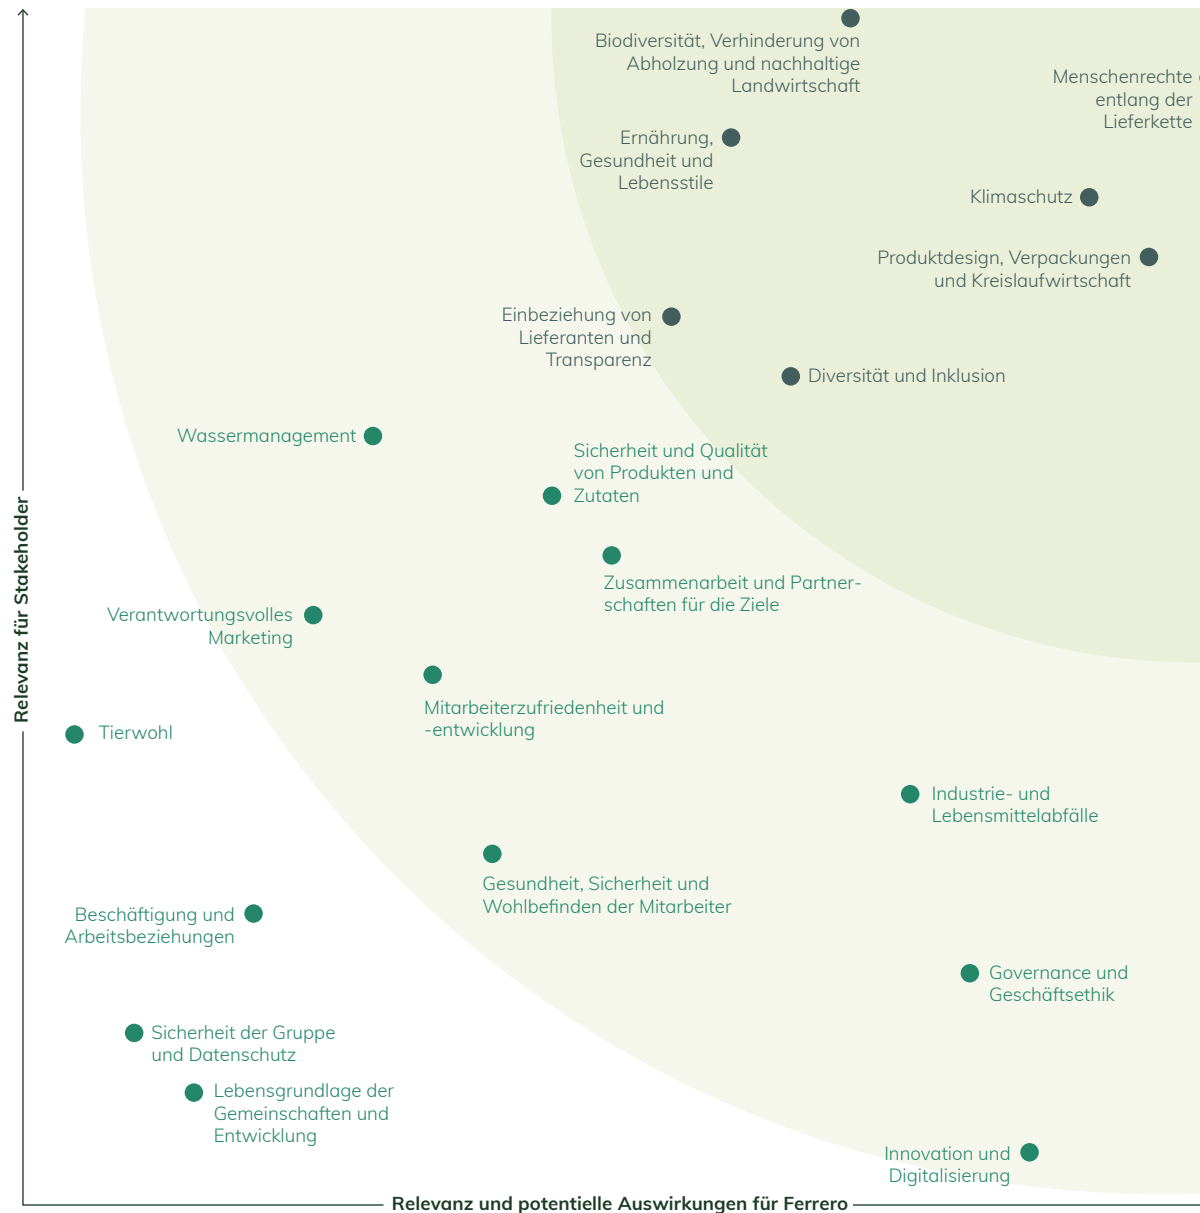 Biodiversität, Verhinderung von
Abholzung und nachhaltige
Landwirtschaft
Menschenrechte
entlang der
Lieferkette
Ernährung,
Gesundheit und
Lebensstile
Klimaschutz
Produktdesign, Verpackungen
und Kreislaufwirtschaft
Einbeziehung von
Lieferanten und
Transparenz
Diversität und Inklusion
Wassermanagement
Sicherheit und Qualität
von Produkten und
Zutaten
Zusammenarbeit und Partner-
schaften für die Ziele
Verantwortungsvolles
Marketing
Mitarbeiterzufriedenheit und
-entwicklung
Tierwohl
Industrie- und
Lebensmittelabfälle
Gesundheit, Sicherheit und
Wohlbefinden der Mitarbeiter
Beschäftigung und
Arbeitsbeziehungen
Governance und
Geschäftsethik
Sicherheit der Gruppe
und Datenschutz
Lebensgrundlage der
Gemeinschaften und
Entwicklung
Innovation und
Digitalisierung
Relevanz für Stakeholder
Relevanz und potentielle Auswirkungen für Ferrero